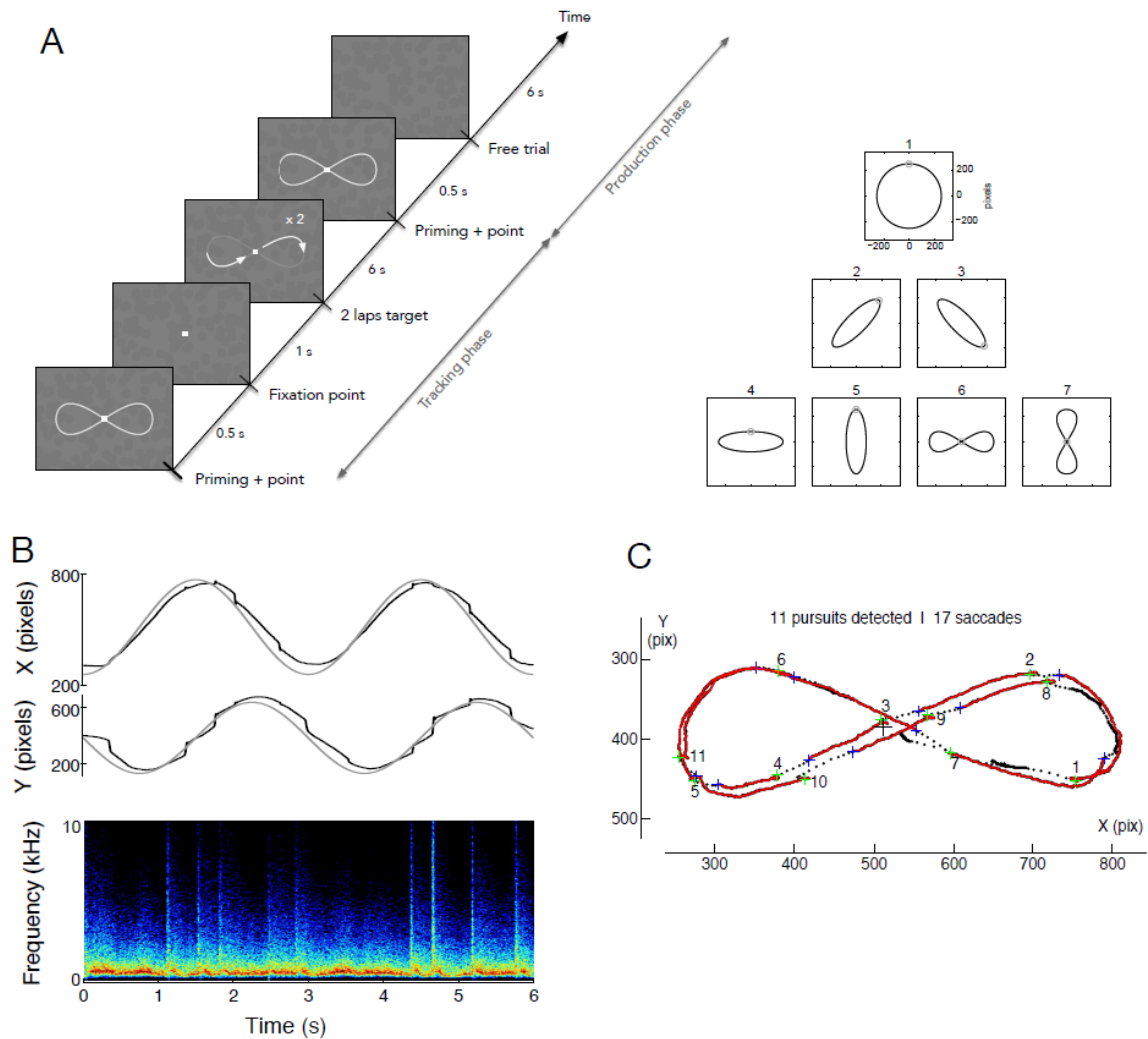 A
Time
6 s
Free trial
0.5 s
Production phase
Priming + point
x 2
6 s
2 laps target
1 s
Tracking phase
Fixation point
0.5 s
Priming + point
1
200
0
−200
pixels
−200 0 200
2 3
4 5 6 7
B
800
X (pixels)
200
600
Y (pixels)
200
10
Frequency (kHz)
0
0 1 2 3 4 5 6
Time (s)
C
11 pursuits detected I 17 saccades
Y
(pix)
300
400
500
6 2
8
3
9
11 4 7 1
5 10
X (pix)
300 400 500 600 700 800